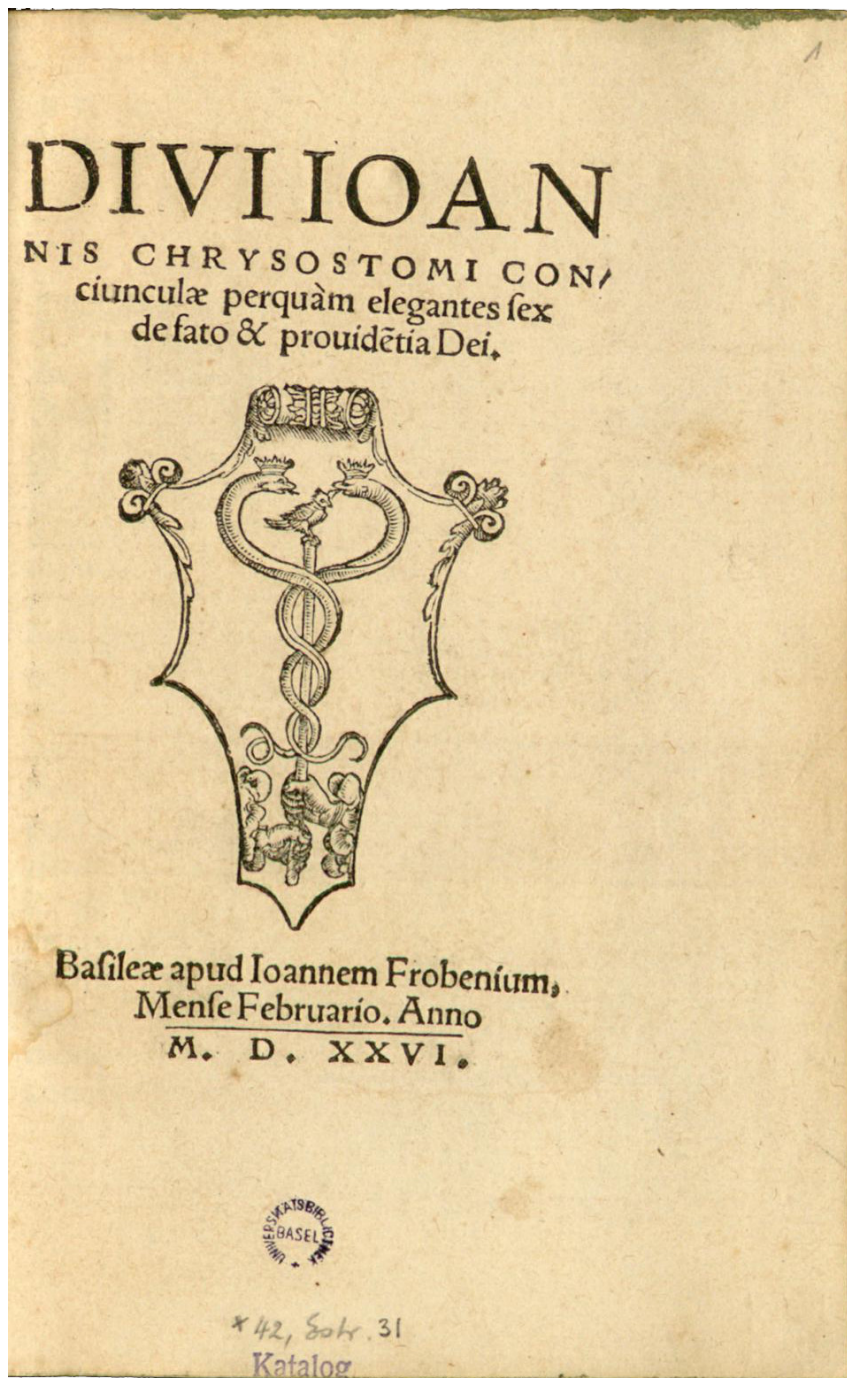 1
DIVI IOAN
NIS CHRYSOSTOMI CON/
ciunculæ perquàm elegantes ſex
de fato & prouidẽtia Dei.
Baſileæ apud Ioannem Frobenium,
Menſe Februario. Anno
M. D. XXVI.
UNIVERSITÄTSBIBLIOTHEK
BASEL
*42, 31
Katalog